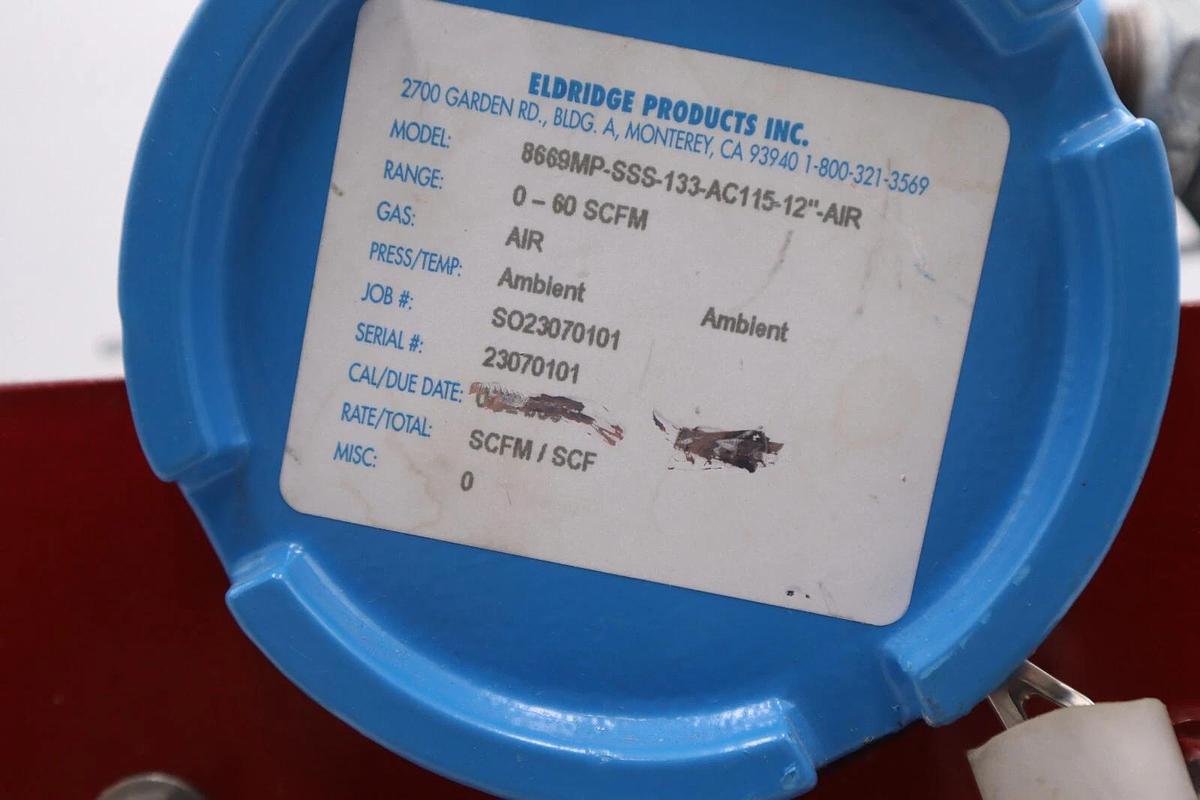 ELDRIDGE PRODUCTS INC.
2700 GARDEN RD., BLDG. A, MONTEREY, CA 93940 1-800-321-3569
MODEL: 8669MP-SSS-133-AC115-12"-AIR
RANGE: 0 – 60 SCFM
GAS: AIR
PRESS/TEMP: Ambient Ambient
JOB #: SO23070101
SERIAL #: 23070101
CAL/DUE DATE:
RATE/TOTAL: SCFM / SCF
MISC: 0